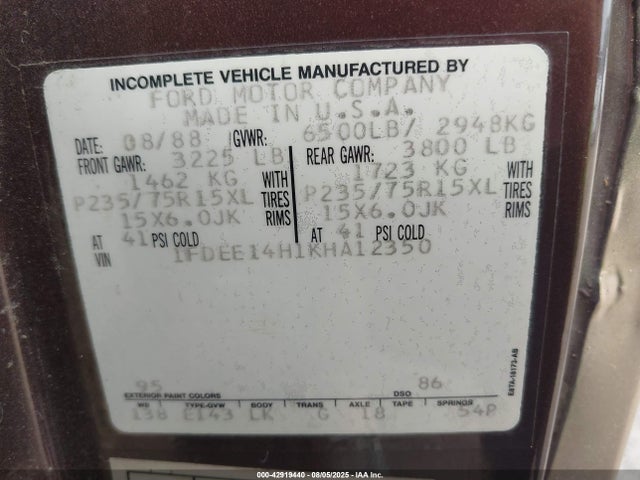 INCOMPLETE VEHICLE MANUFACTURED BY
FORD MOTOR COMPANY
MADE IN U.S.A.
DATE: 08/88 /GVWR: 6500LB/ 2948KG
FRONT GAWR: 3225 LB REAR GAWR: 3800 LB
1462 KG WITH 1723 KG WITH
P235/75R15XL TIRES P235/75R15XL TIRES
15X6.0JK RIMS 15X6.0JK RIMS
AT 41 PSI COLD AT 41 PSI COLD
VIN 1FDEE14H1KHA12350
E8TA-16173-AB
95 86
EXTERIOR PAINT COLORS DSO
WB TYPE-GVW BODY TRANS AXLE TAPE SPRINGS
138 E143 LK G 18 54P
000-42919440 - 08/05/2025 - IAA Inc.